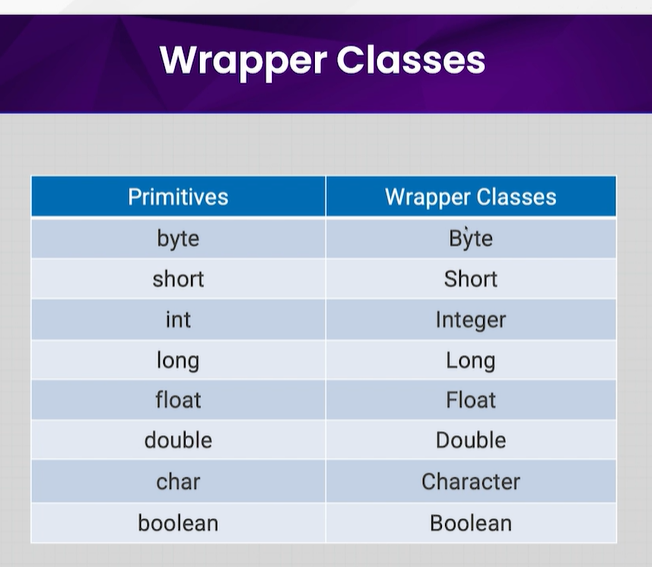 Wrapper Classes
Primitives Wrapper Classes
byte Byte
short Short
int Integer
long Long
float Float
double Double
char Character
boolean Boolean